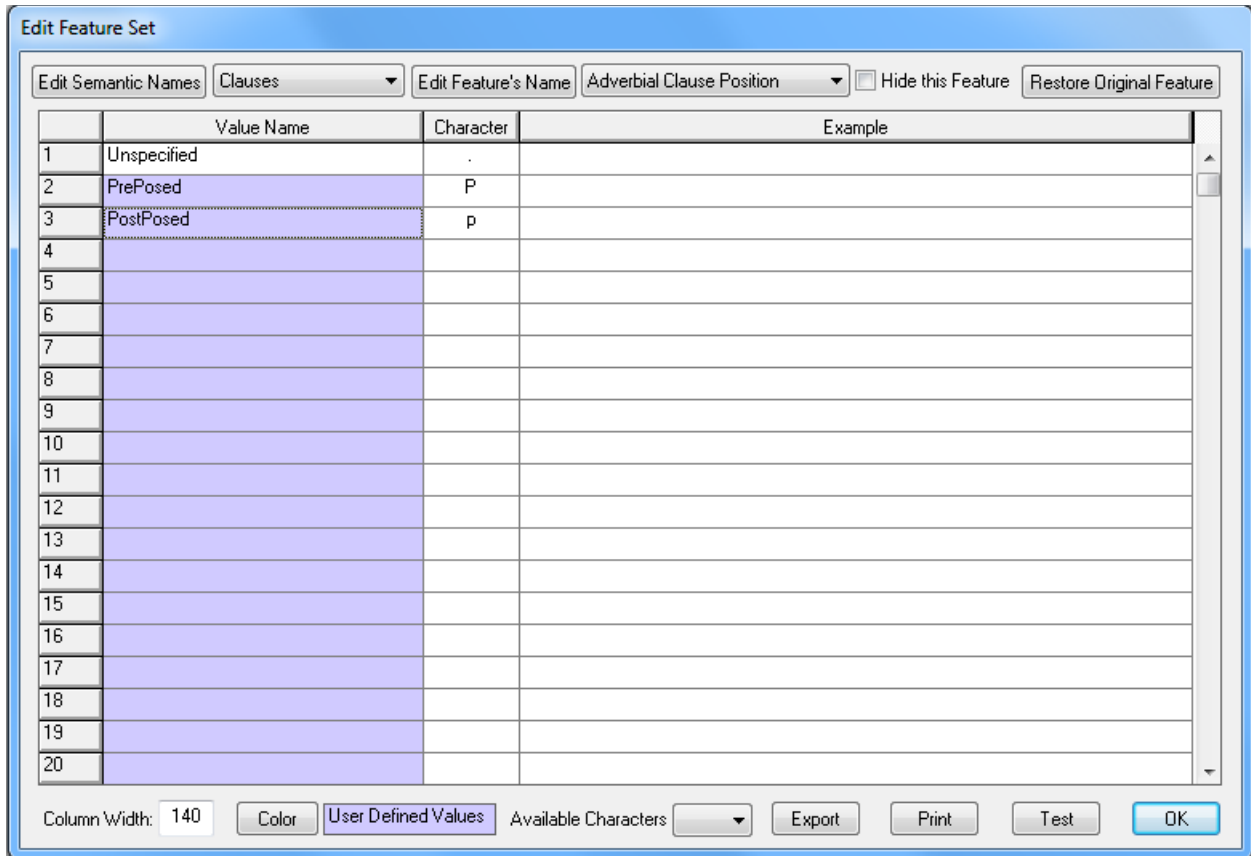 Edit Feature Set
Edit Semantic Names Clauses Edit Feature's Name Adverbial Clause Position Hide this Feature Restore Original Feature
Value Name Character Example
1 Unspecified .
2 PrePosed P
3 PostPosed p
4
5
6
7
8
9
10
11
12
13
14
15
16
17
18
19
20
Column Width: 140 Color User Defined Values Available Characters Export Print Test OK